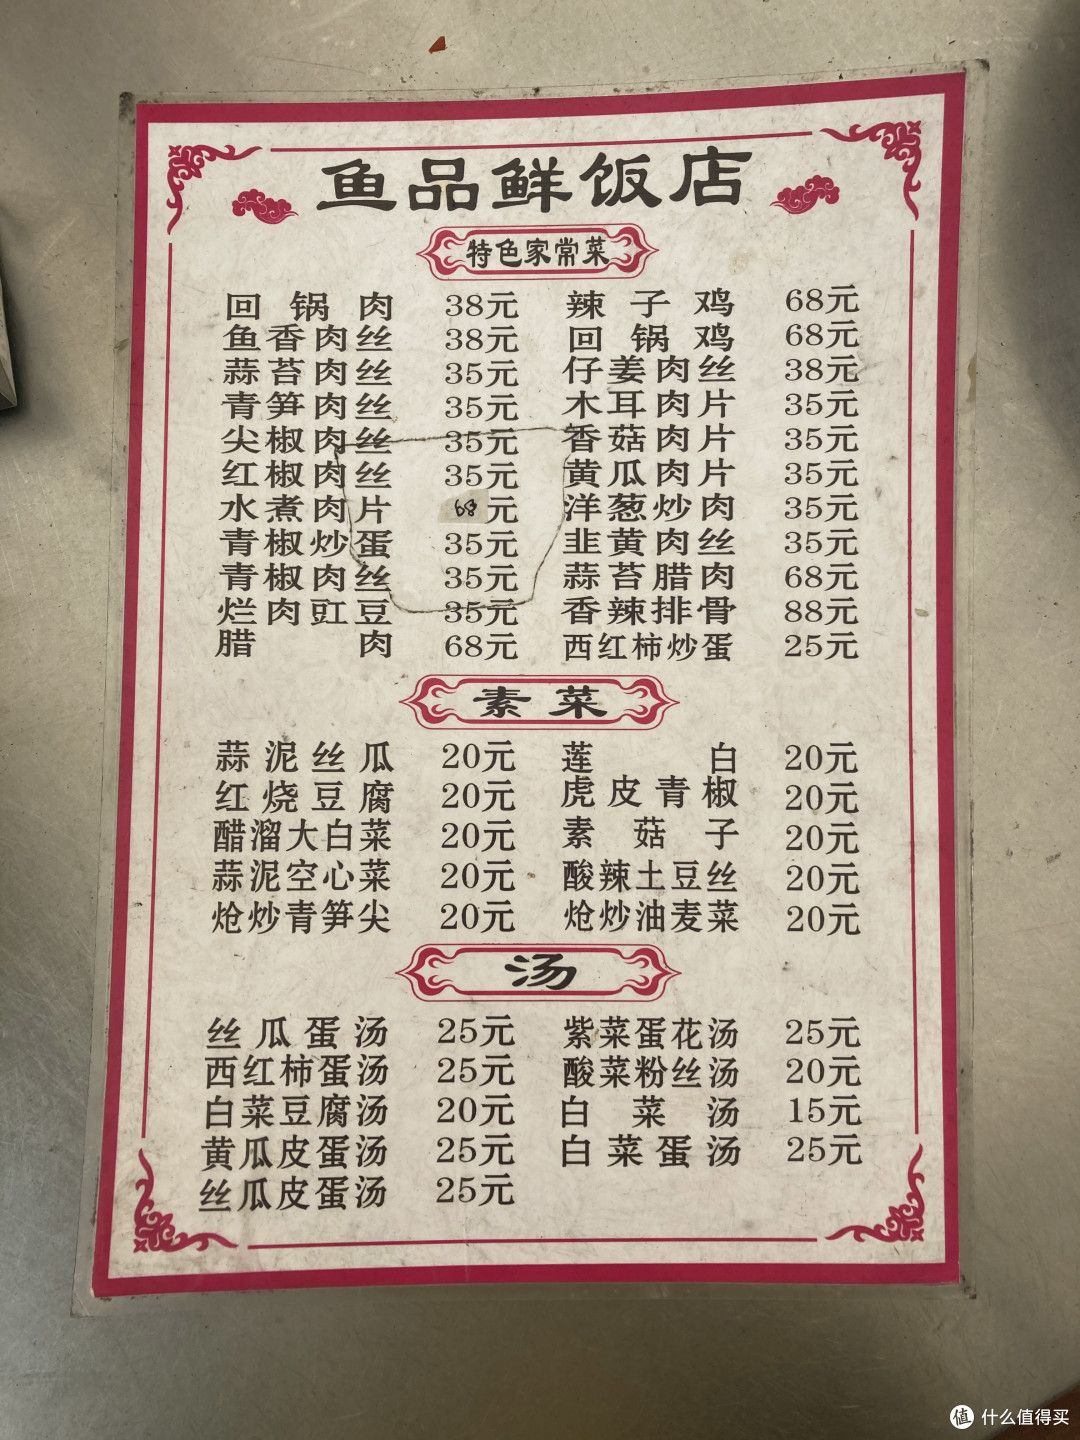 鱼品鲜饭店
特色家常菜
回锅肉 38元 辣子鸡 68元
鱼香肉丝 38元 回锅鸡 68元
蒜苔肉丝 35元 仔姜肉丝 38元
青笋肉丝 35元 木耳肉片 35元
尖椒肉丝 35元 香菇肉片 35元
红椒肉丝 35元 黄瓜肉片 35元
水煮肉片 68元 洋葱炒肉 35元
青椒炒蛋 35元 韭黄肉丝 35元
青椒肉丝 35元 蒜苔腊肉 68元
烂肉豇豆 35元 香辣排骨 88元
腊肉 68元 西红柿炒蛋 25元
素菜
蒜泥丝瓜 20元 莲白 20元
红烧豆腐 20元 虎皮青椒 20元
醋溜大白菜 20元 素菇子 20元
蒜泥空心菜 20元 酸辣土豆丝 20元
炝炒青笋尖 20元 炝炒油麦菜 20元
汤
丝瓜蛋汤 25元 紫菜蛋花汤 25元
西红柿蛋汤 25元 酸菜粉丝汤 20元
白菜豆腐汤 20元 白菜汤 15元
黄瓜皮蛋汤 25元 白菜蛋汤 25元
丝瓜皮蛋汤 25元
值 什么值得买